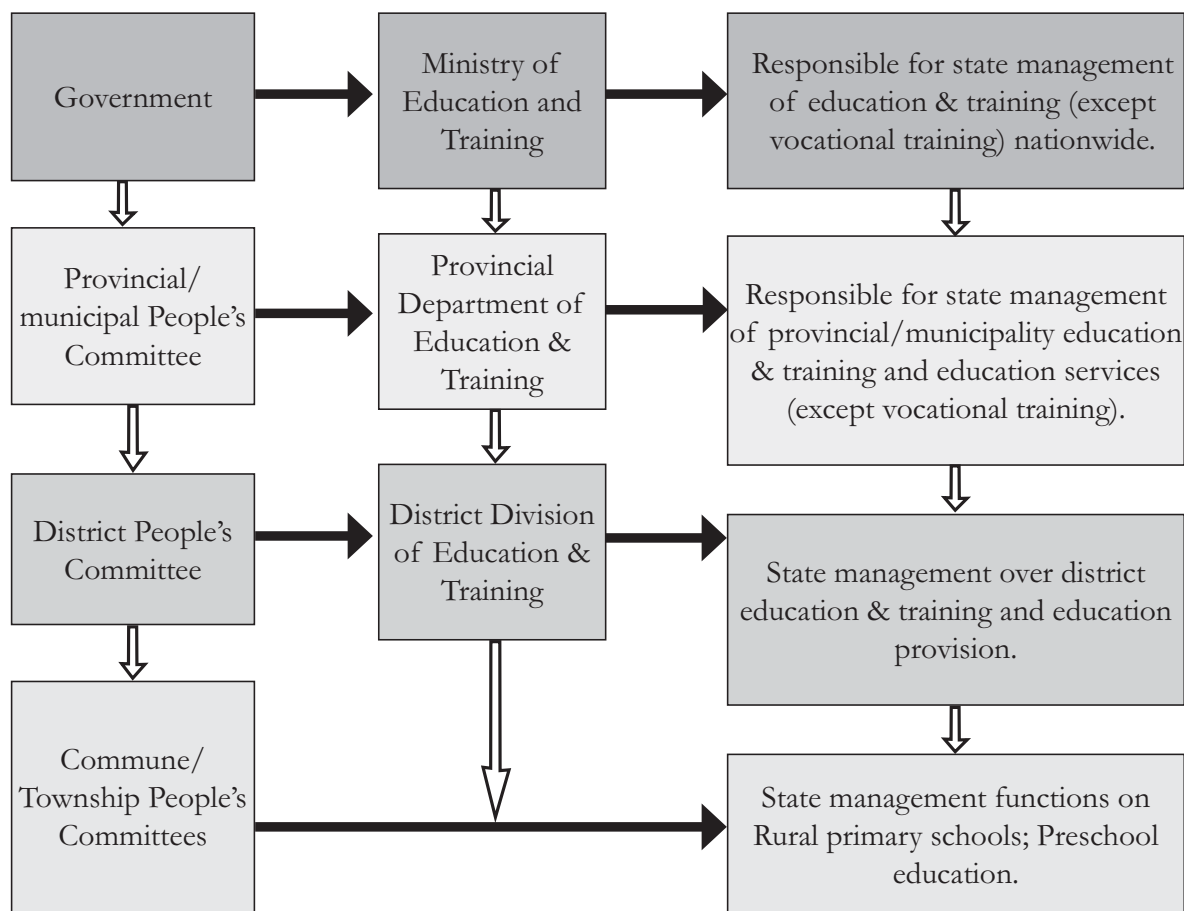 Government
Ministry of
Education and
Training
Responsible for state management
of education & training (except
vocational training) nationwide.
Provincial/
municipal People’s
Committee
Provincial
Department of
Education &
Training
Responsible for state management
of provincial/municipality education
& training and education services
(except vocational training).
District People’s
Committee
District Division
of Education &
Training
State management over district
education & training and education
provision.
Commune/
Township People’s
Committees
State management functions on
Rural primary schools; Preschool
education.